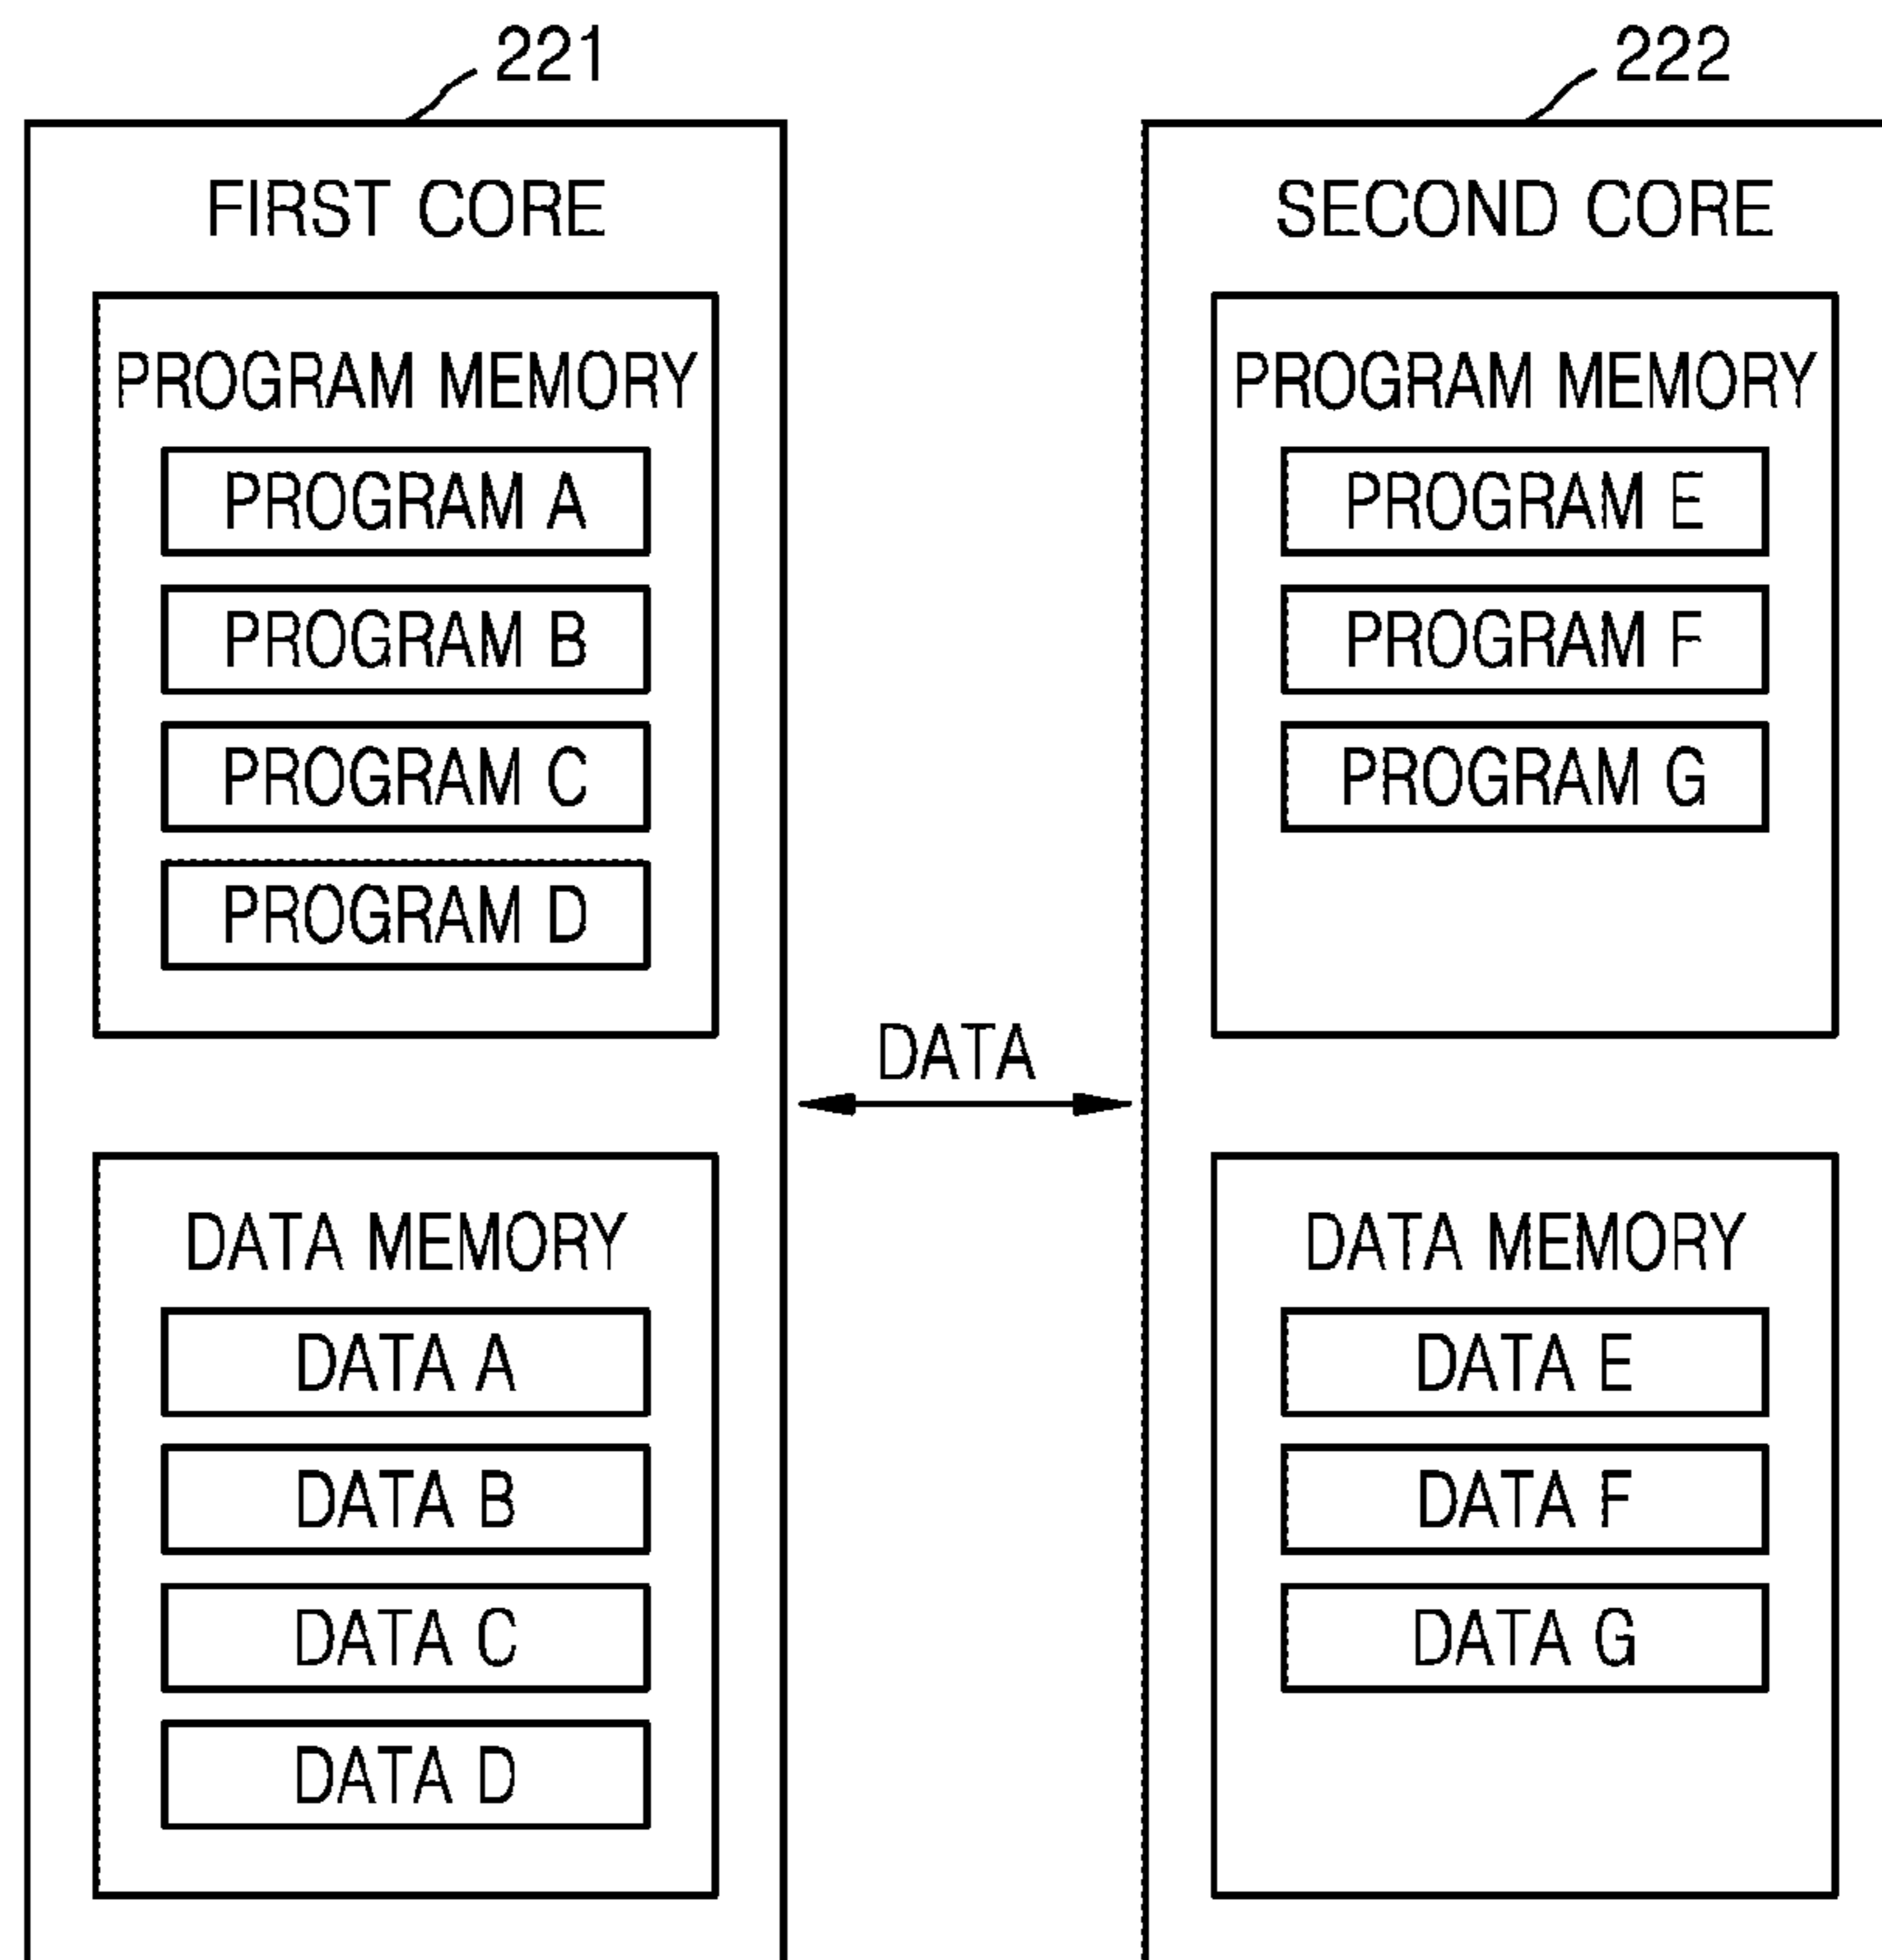 221
FIRST CORE
PROGRAM MEMORY
PROGRAM A
PROGRAM B
PROGRAM C
PROGRAM D
DATA MEMORY
DATA A
DATA B
DATA C
DATA D
DATA
222
SECOND CORE
PROGRAM MEMORY
PROGRAM E
PROGRAM F
PROGRAM G
DATA MEMORY
DATA E
DATA F
DATA G